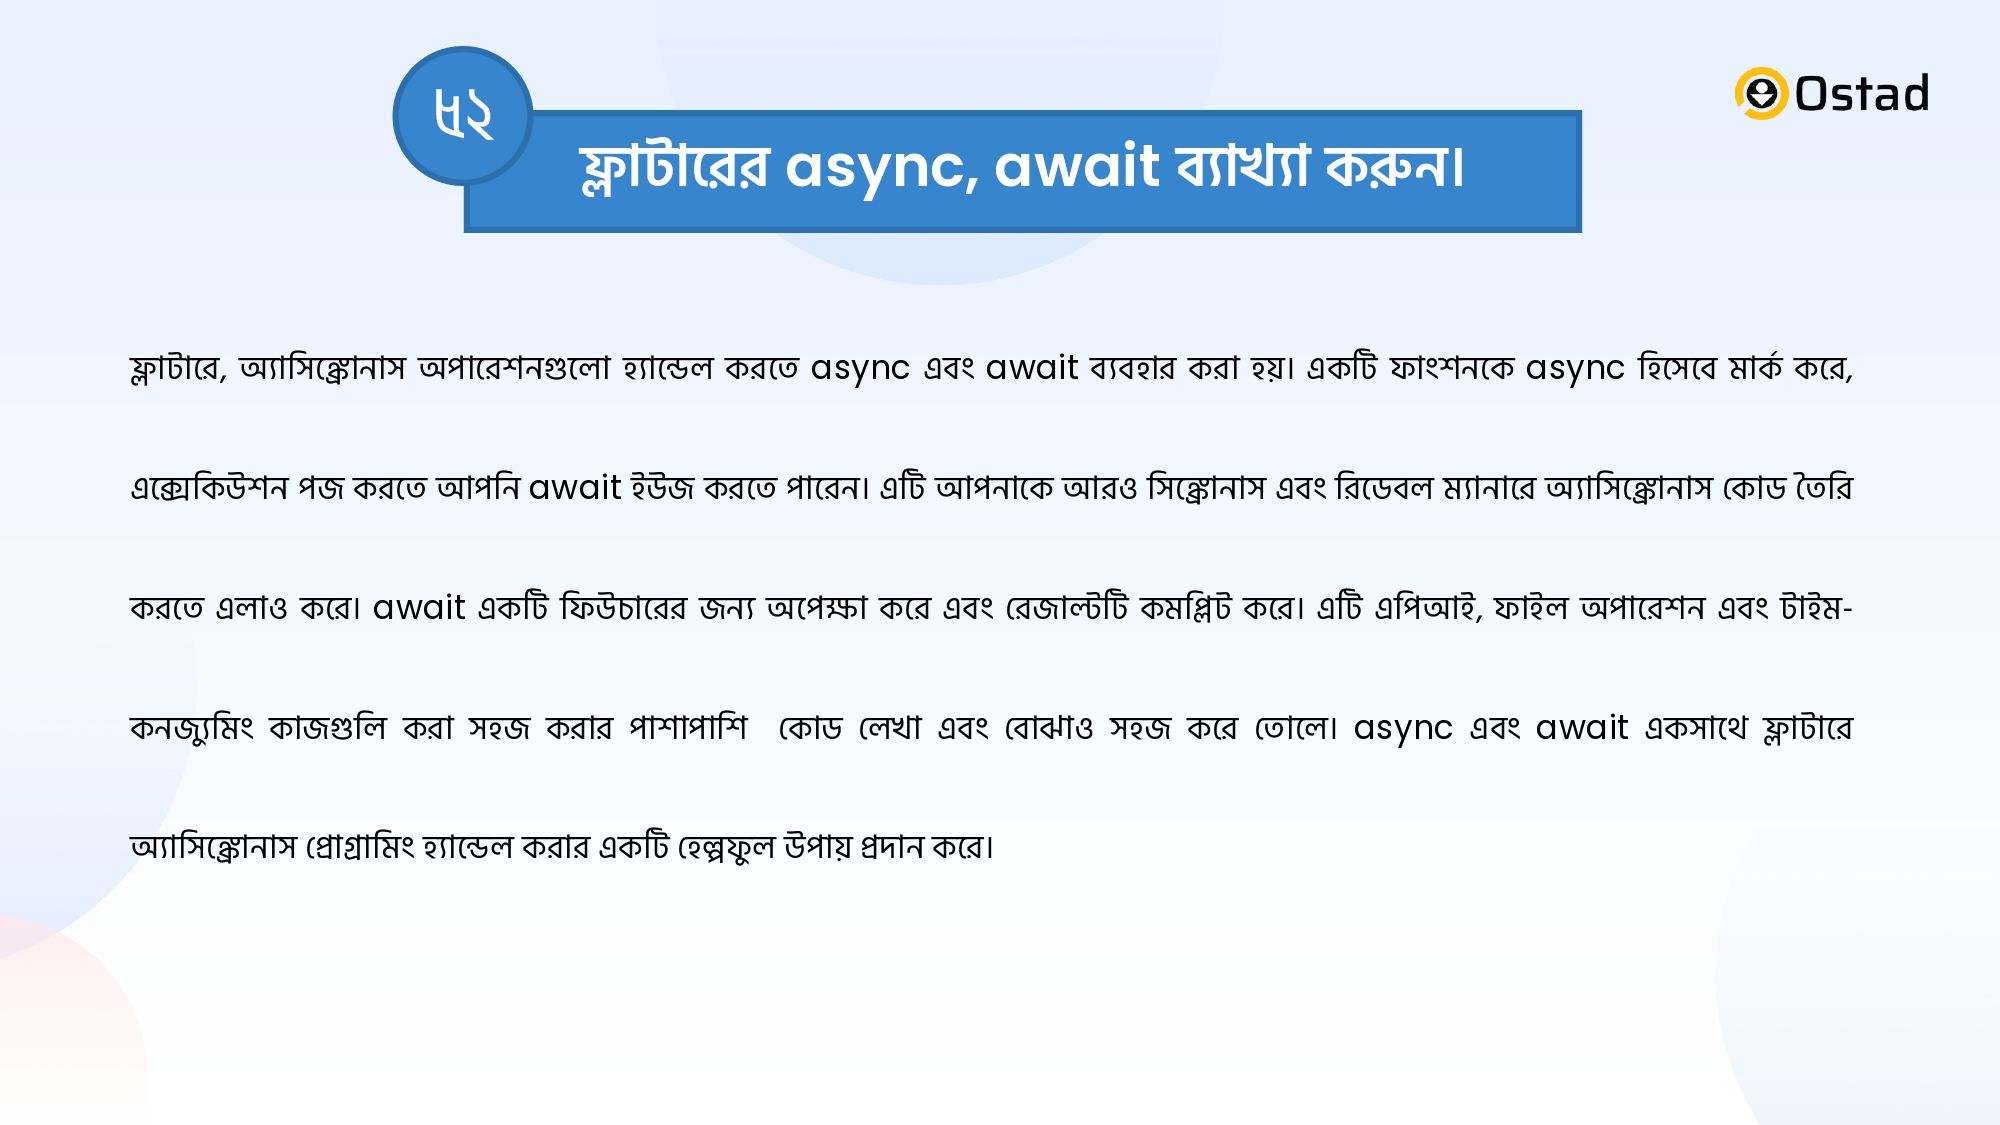 ৫২
Ostad
ফ্লাটারের async, await ব্যাখ্যা করুন।
ফ্লাটারে, অ্যাসিঙ্ক্রোনাস অপারেশনগুলো হ্যান্ডেল করতে async এবং await ব্যবহার করা হয়। একটি ফাংশনকে async হিসেবে মার্ক করে,
এক্সেকিউশন পজ করতে আপনি await ইউজ করতে পারেন। এটি আপনাকে আরও সিঙ্ক্রোনাস এবং রিডেবল ম্যানারে অ্যাসিঙ্ক্রোনাস কোড তৈরি
করতে এলাও করে। await একটি ফিউচারের জন্য অপেক্ষা করে এবং রেজাল্টটি কমপ্লিট করে। এটি এপিআই, ফাইল অপারেশন এবং টাইম-
কনজ্যুমিং কাজগুলি করা সহজ করার পাশাপাশি কোড লেখা এবং বোঝাও সহজ করে তোলে। async এবং await একসাথে ফ্লাটারে
অ্যাসিঙ্ক্রোনাস প্রোগ্রামিং হ্যান্ডেল করার একটি হেল্পফুল উপায় প্রদান করে।